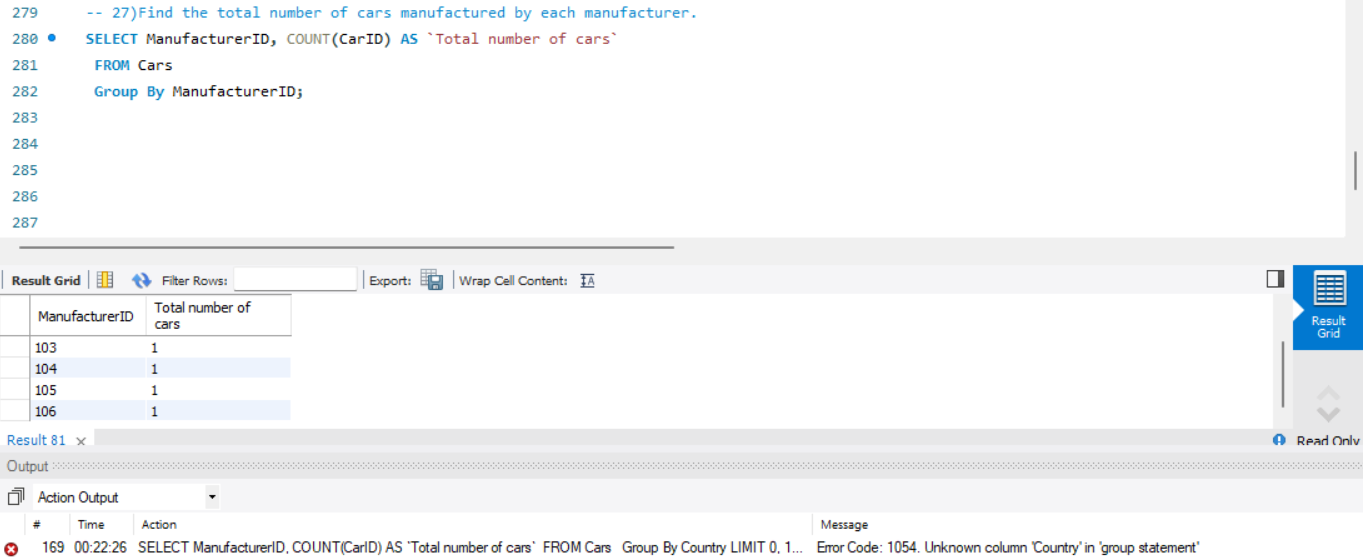 279 -- 27)Find the total number of cars manufactured by each manufacturer.
280 SELECT ManufacturerID, COUNT(CarID) AS `Total number of cars`
281 FROM Cars
282 Group By ManufacturerID;
283
284
285
286
287
Result Grid Filter Rows: Export: Wrap Cell Content: IA
ManufacturerID Total number of
cars
103 1
104 1
105 1
106 1
Result
Grid
Result 81 Read Only
Output
Action Output
# Time Action Message
169 00:22:26 SELECT ManufacturerID, COUNT(CarID) AS `Total number of cars` FROM Cars Group By Country LIMIT 0, 1... Error Code: 1054. Unknown column 'Country' in 'group statement'